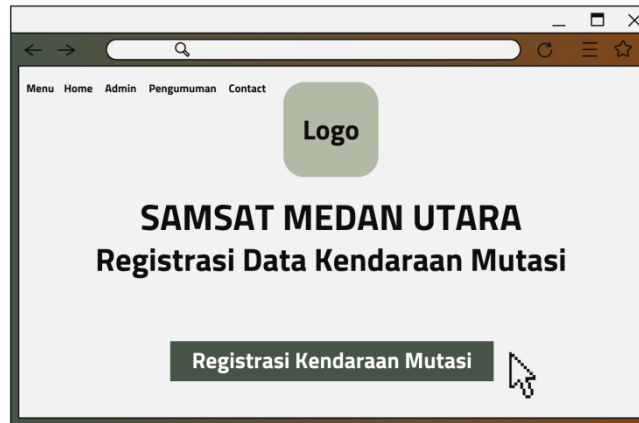 Menu Home Admin Pengumuman Contact
Logo
SAMSAT MEDAN UTARA
Registrasi Data Kendaraan Mutasi
Registrasi Kendaraan Mutasi